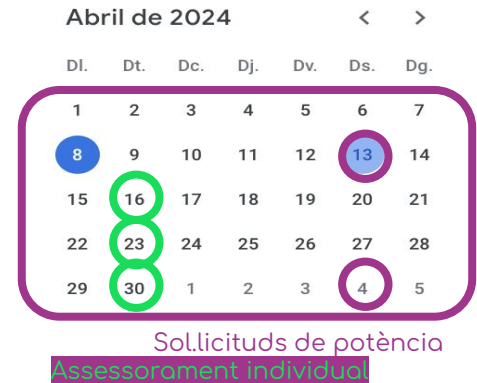 Abril de 2024 < >
Dl. Dt. Dc. Dj. Dv. Ds. Dg.
1 2 3 4 5 6 7
8 9 10 11 12 13 14
15 16 17 18 19 20 21
22 23 24 25 26 27 28
29 30 1 2 3 4 5
Sol.licituds de potència
Assessorament individual